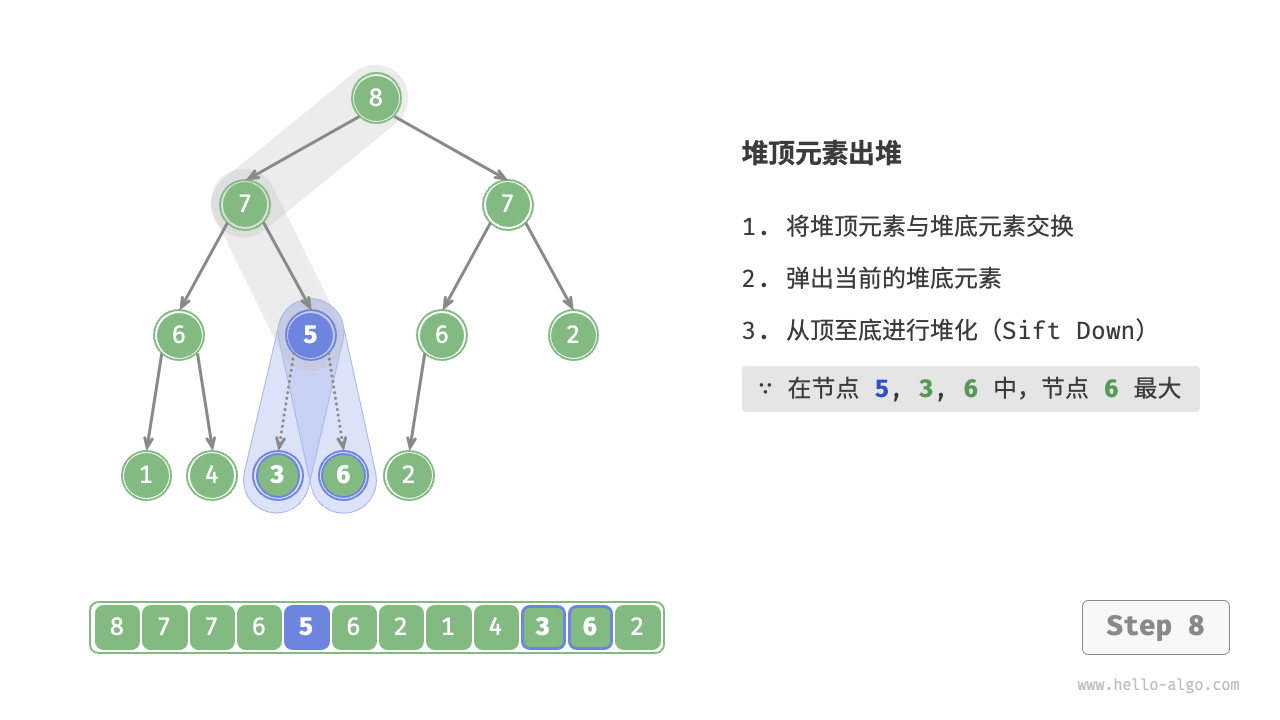 堆顶元素出堆
1. 将堆顶元素与堆底元素交换
2. 弹出当前的堆底元素
3. 从顶至底进行堆化（Sift Down）
∵ 在节点 5, 3, 6 中，节点 6 最大
8
7 7
6 5 6 2
1 4 3 6 2
8 7 7 6 5 6 2 1 4 3 6 2
Step 8
www.hello-algo.com